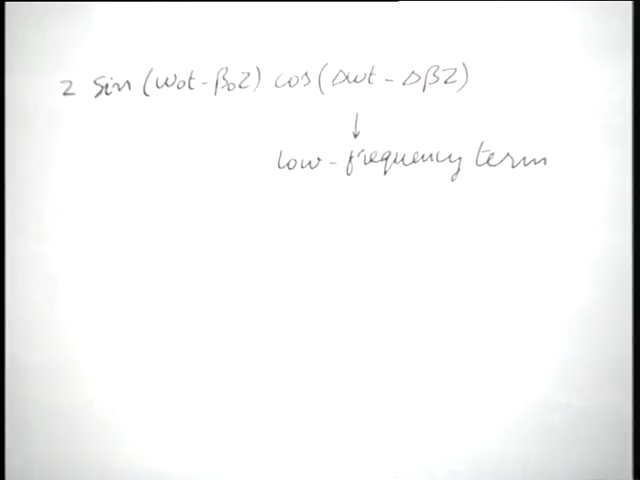 2 Sin (ω₀t - β₀z) cos (Δωt - Δβz)
↓
low-frequency term